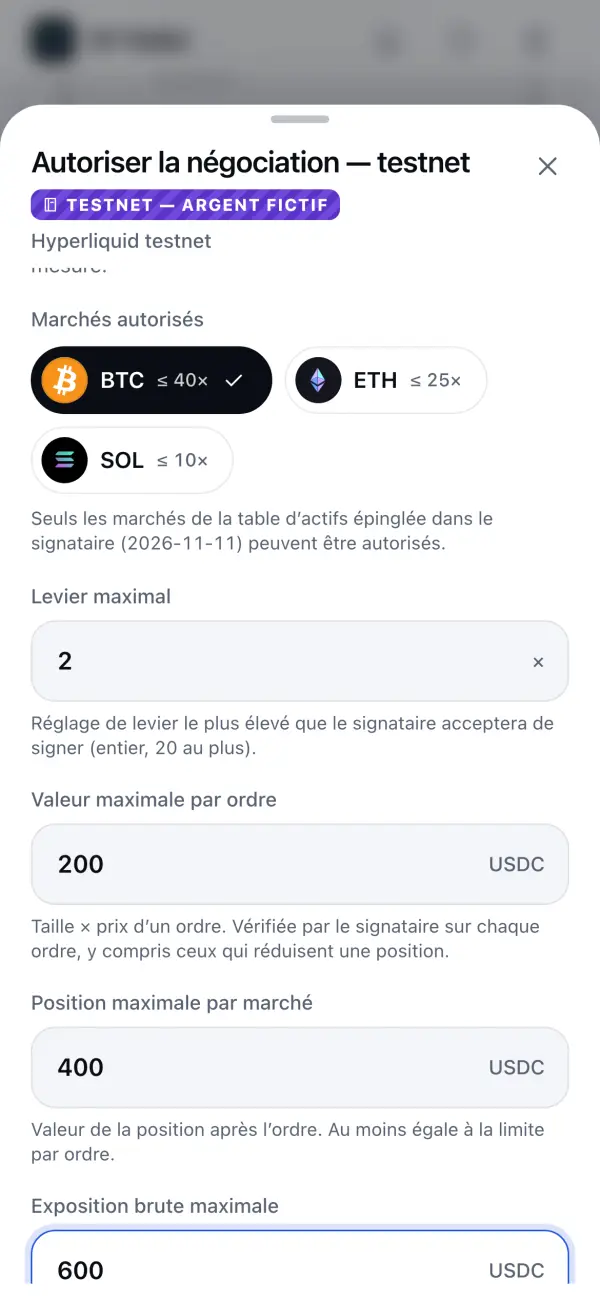 Autoriser la négociation — testnet
TESTNET — ARGENT FICTIF
Hyperliquid testnet
mesure.
Marchés autorisés
BTC ≤ 40×
ETH ≤ 25×
SOL ≤ 10×
Seuls les marchés de la table d’actifs épinglée dans le
signataire (2026-11-11) peuvent être autorisés.
Levier maximal
2 ×
Réglage de levier le plus élevé que le signataire acceptera de
signer (entier, 20 au plus).
Valeur maximale par ordre
200 USDC
Taille × prix d’un ordre. Vérifiée par le signataire sur chaque
ordre, y compris ceux qui réduisent une position.
Position maximale par marché
400 USDC
Valeur de la position après l’ordre. Au moins égale à la limite
par ordre.
Exposition brute maximale
600 USDC